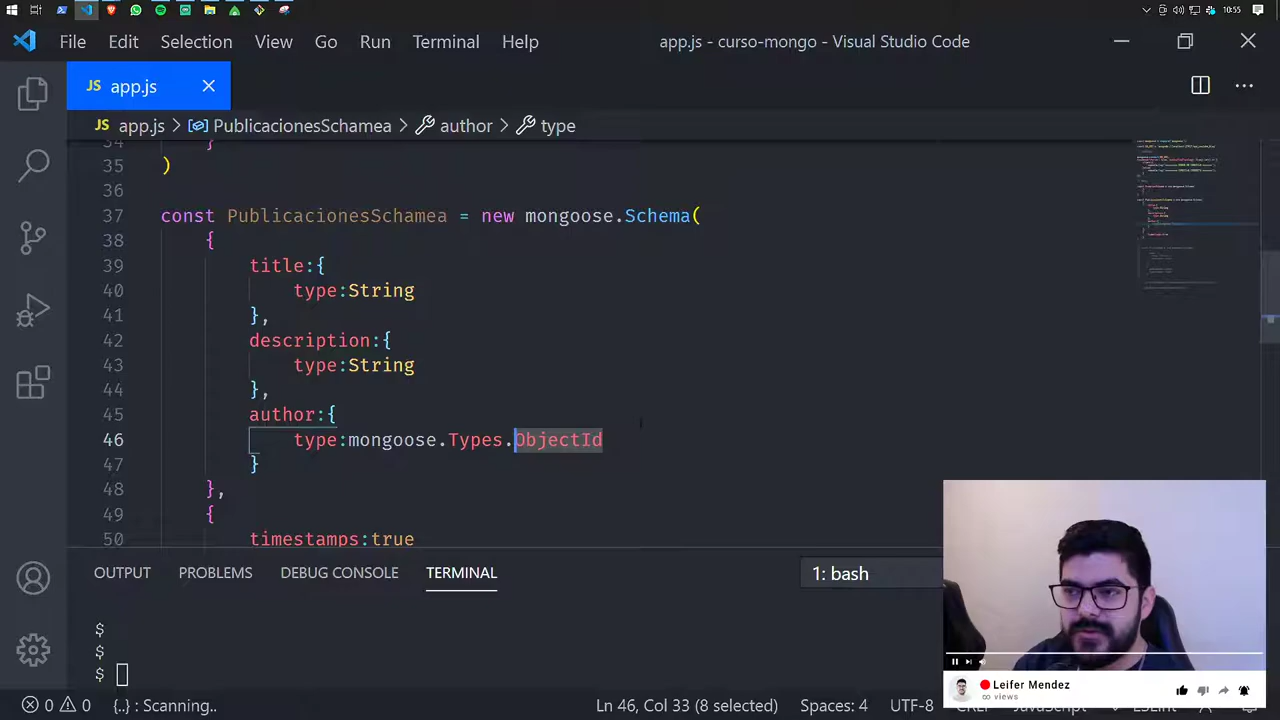 10:55
File Edit Selection View Go Run Terminal Help
app.js - curso-mongo - Visual Studio Code
JS app.js
JS app.js > PublicacionesSchamea > author > type
34 }
35 )
36
37 const PublicacionesSchamea = new mongoose.Schema(
38 {
39 title:{
40 type:String
41 },
42 description:{
43 type:String
44 },
45 author:{
46 type:mongoose.Types.ObjectId
47 }
48 },
49 {
50 timestamps:true
OUTPUT PROBLEMS DEBUG CONSOLE TERMINAL
1: bash
$
$
$
Leifer Mendez
∞ views
0 0 {..} : Scanning..
Ln 46, Col 33 (8 selected) Spaces: 4 UTF-8